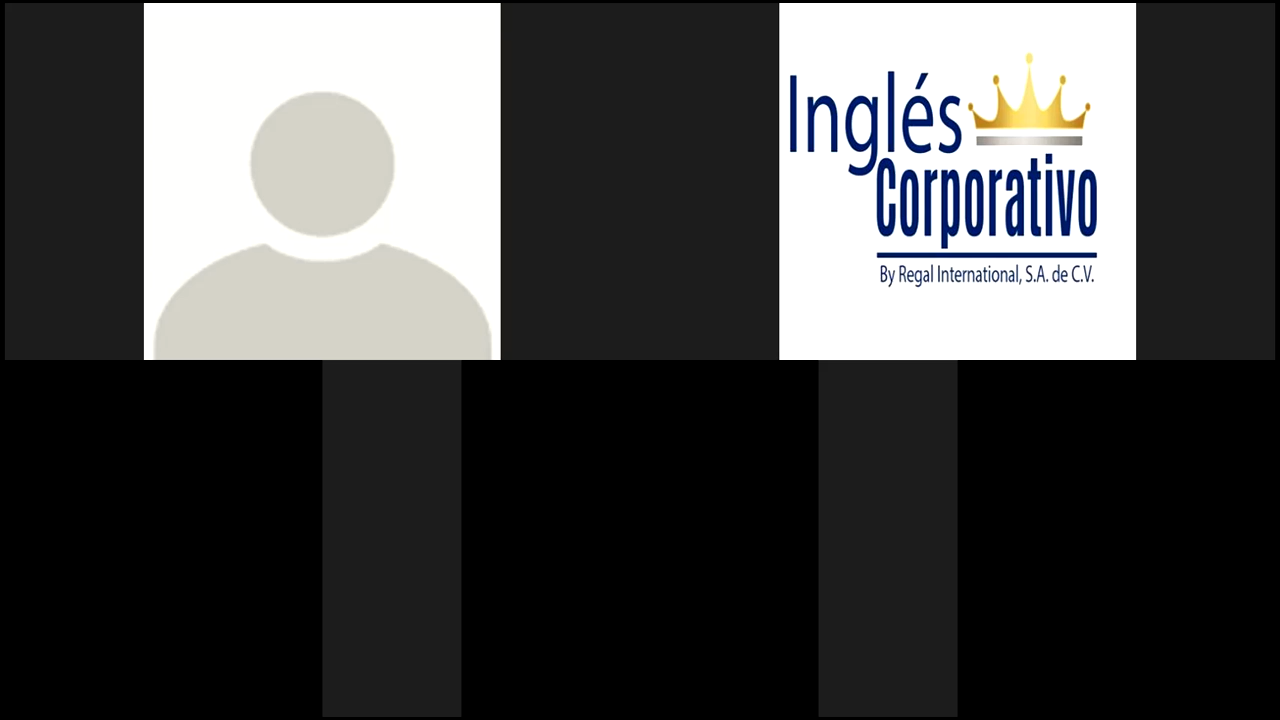 Inglés
Corporativo
By Regal International, S.A. de C.V.